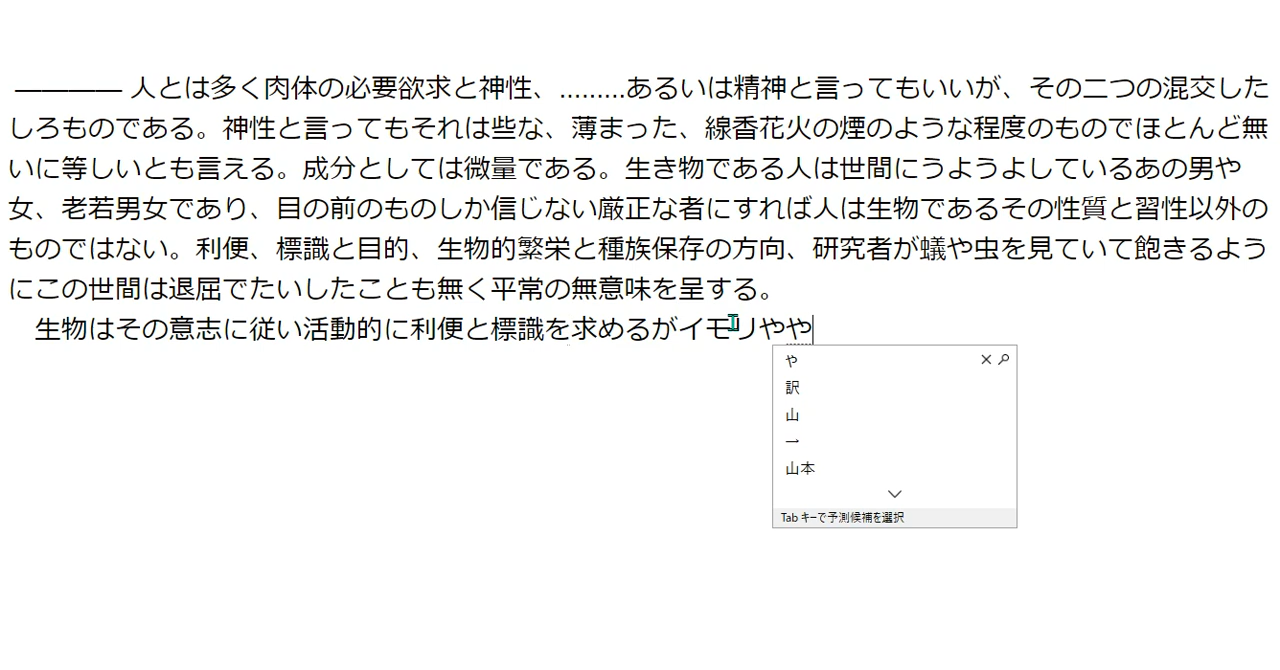 ———— 人とは多く肉体の必要欲求と神性、………あるいは精神と言ってもいいが、その二つの混交した
しろものである。神性と言ってもそれは些な、薄まった、線香花火の煙のような程度のものでほとんど無
いに等しいとも言える。成分としては微量である。生き物である人は世間にうようよしているあの男や
女、老若男女であり、目の前のものしか信じない厳正な者にすれば人は生物であるその性質と習性以外の
ものではない。利便、標識と目的、生物的繁栄と種族保存の方向、研究者が蟻や虫を見ていて飽きるよう
にこの世間は退屈でたいしたことも無く平常の無意味を呈する。
　生物はその意志に従い活動的に利便と標識を求めるがイモリやや
や
訳
山
→
山本
Tab キーで予測候補を選択